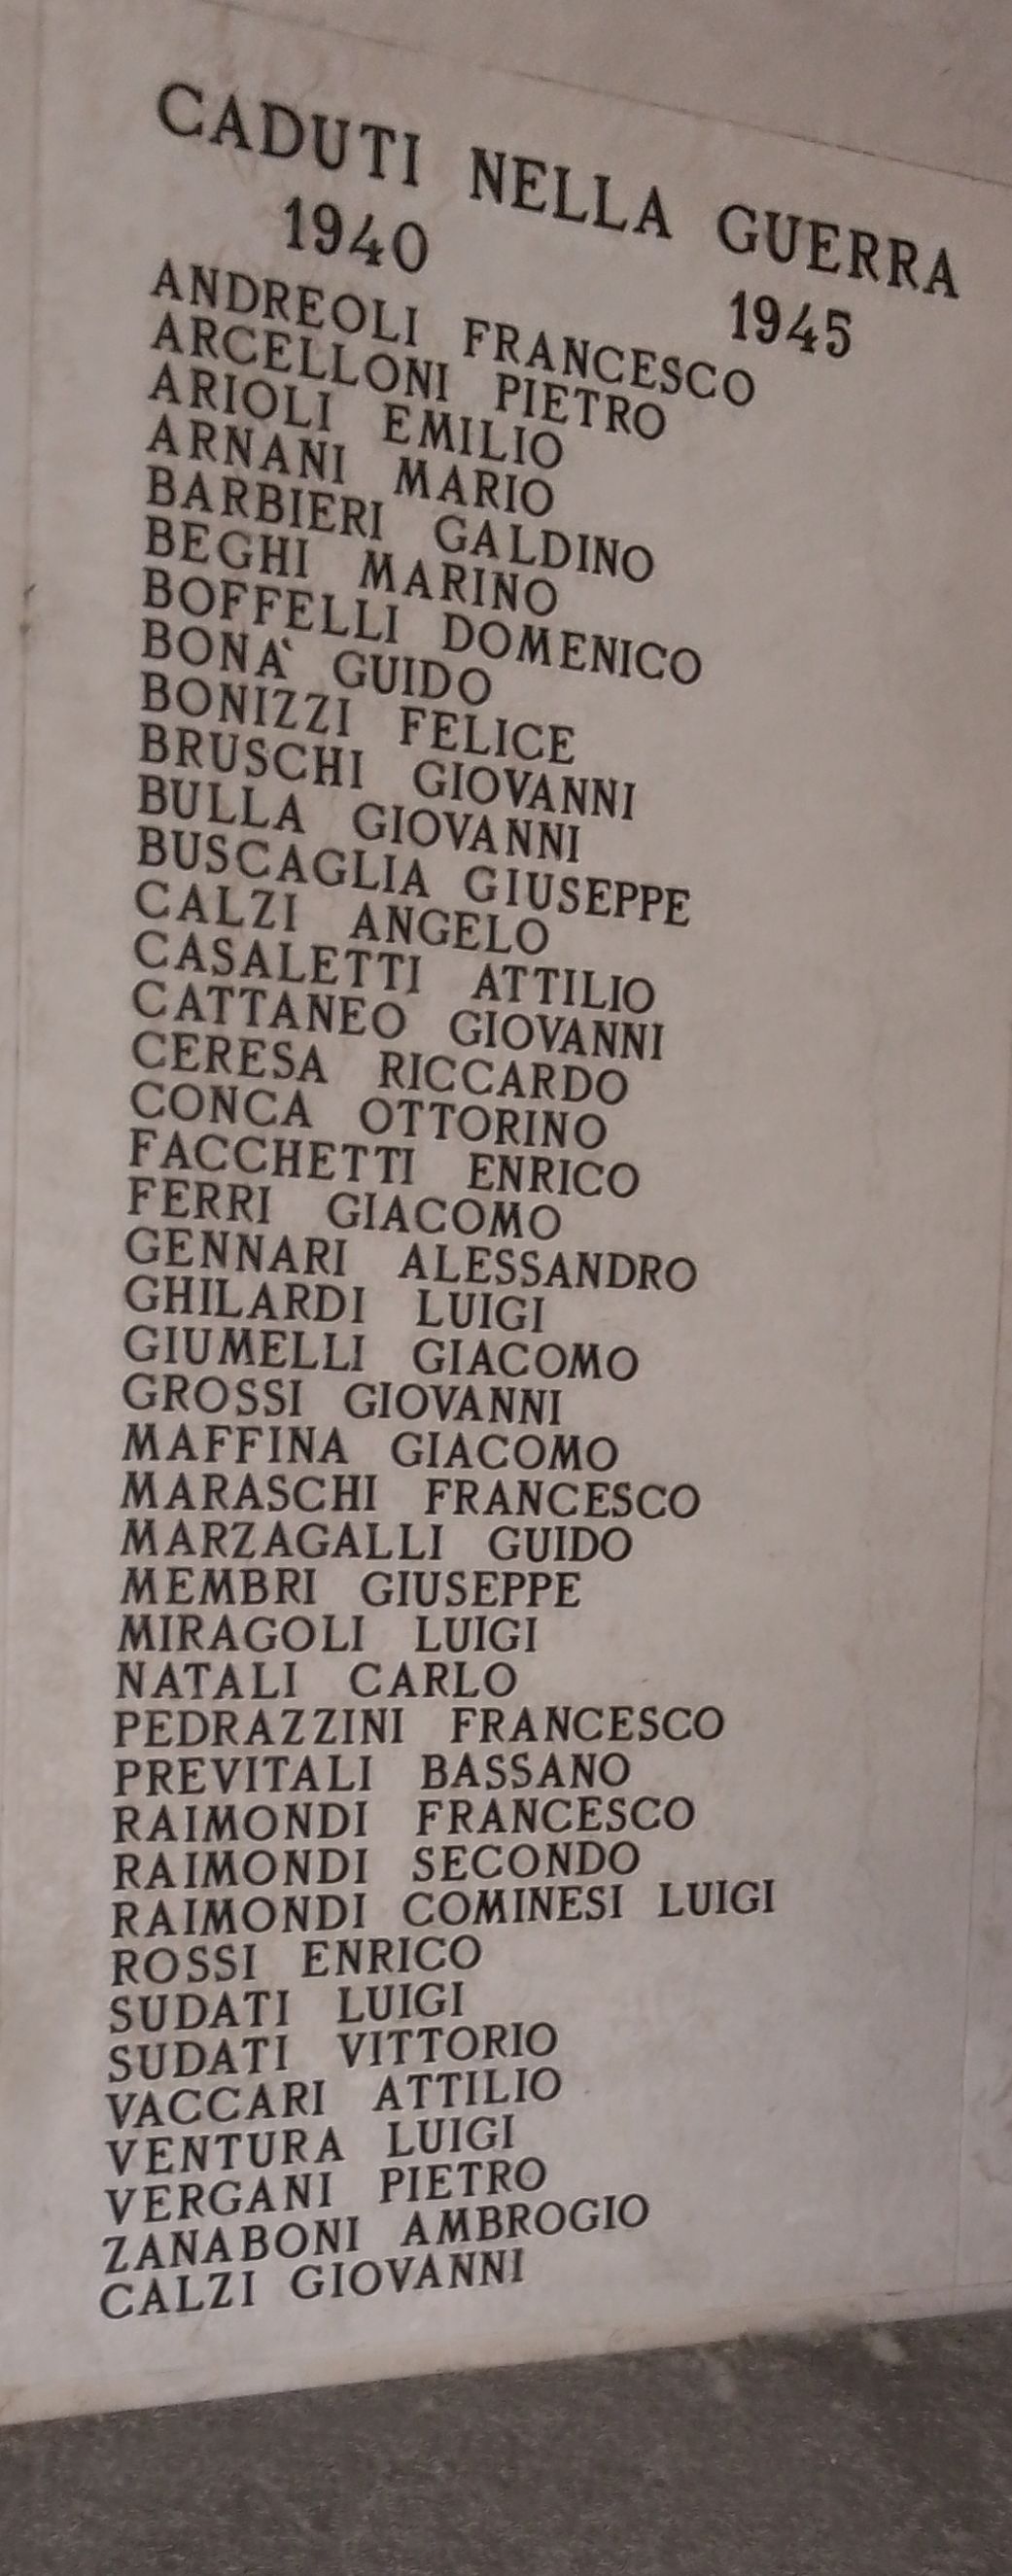 CADUTI NELLA GUERRA
1940 1945
ANDREOLI FRANCESCO
ARCELLONI PIETRO
ARIOLI EMILIO
ARNANI MARIO
BARBIERI GALDINO
BEGHI MARINO
BOFFELLI DOMENICO
BONA' GUIDO
BONIZZI FELICE
BRUSCHI GIOVANNI
BULLA GIOVANNI
BUSCAGLIA GIUSEPPE
CALZI ANGELO
CASALETTI ATTILIO
CATTANEO GIOVANNI
CERESA RICCARDO
CONCA OTTORINO
FACCHETTI ENRICO
FERRI GIACOMO
GENNARI ALESSANDRO
GHILARDI LUIGI
GIUMELLI GIACOMO
GROSSI GIOVANNI
MAFFINA GIACOMO
MARASCHI FRANCESCO
MARZAGALLI GUIDO
MEMBRI GIUSEPPE
MIRAGOLI LUIGI
NATALI CARLO
PEDRAZZINI FRANCESCO
PREVITALI BASSANO
RAIMONDI FRANCESCO
RAIMONDI SECONDO
RAIMONDI COMINESI LUIGI
ROSSI ENRICO
SUDATI LUIGI
SUDATI VITTORIO
VACCARI ATTILIO
VENTURA LUIGI
VERGANI PIETRO
ZANABONI AMBROGIO
CALZI GIOVANNI